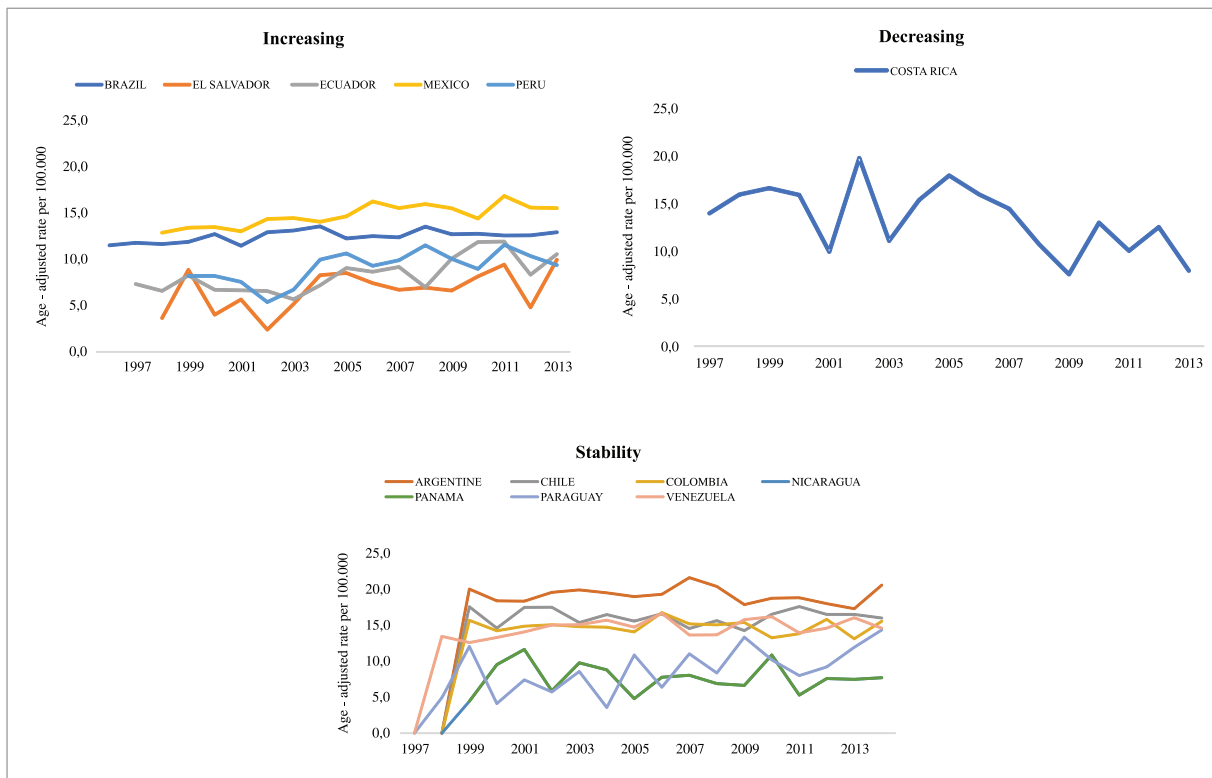 Increasing
BRAZIL EL SALVADOR ECUADOR MEXICO PERU
Age - adjusted rate per 100.000
25,0
20,0
15,0
10,0
5,0
0,0
1997 1999 2001 2003 2005 2007 2009 2011 2013
Decreasing
COSTA RICA
Age - adjusted rate per 100.000
25,0
20,0
15,0
10,0
5,0
0,0
1997 1999 2001 2003 2005 2007 2009 2011 2013
Stability
ARGENTINE CHILE COLOMBIA NICARAGUA
PANAMA PARAGUAY VENEZUELA
Age - adjusted rate per 100.000
25,0
20,0
15,0
10,0
5,0
0,0
1997 1999 2001 2003 2005 2007 2009 2011 2013